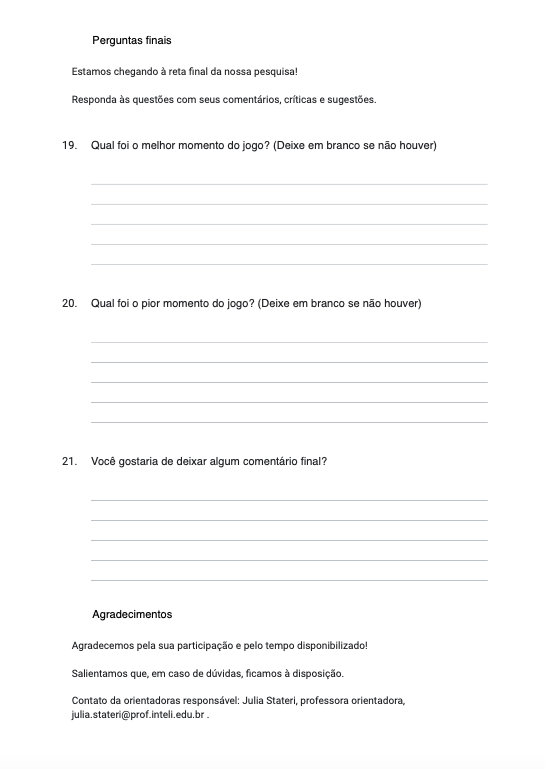 Perguntas finais
Estamos chegando à reta final da nossa pesquisa!
Responda às questões com seus comentários, críticas e sugestões.
19. Qual foi o melhor momento do jogo? (Deixe em branco se não houver)
20. Qual foi o pior momento do jogo? (Deixe em branco se não houver)
21. Você gostaria de deixar algum comentário final?
Agradecimentos
Agradecemos pela sua participação e pelo tempo disponibilizado!
Salientamos que, em caso de dúvidas, ficamos à disposição.
Contato da orientadoras responsável: Julia Stateri, professora orientadora,
julia.stateri@prof.inteli.edu.br .